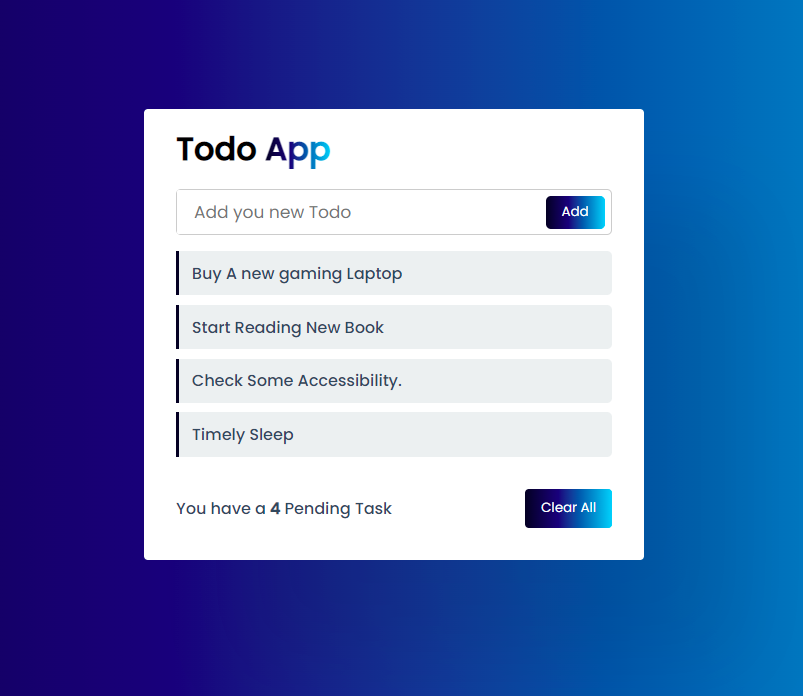 Todo App
Add you new Todo
Add
Buy A new gaming Laptop
Start Reading New Book
Check Some Accessibility.
Timely Sleep
You have a 4 Pending Task
Clear All